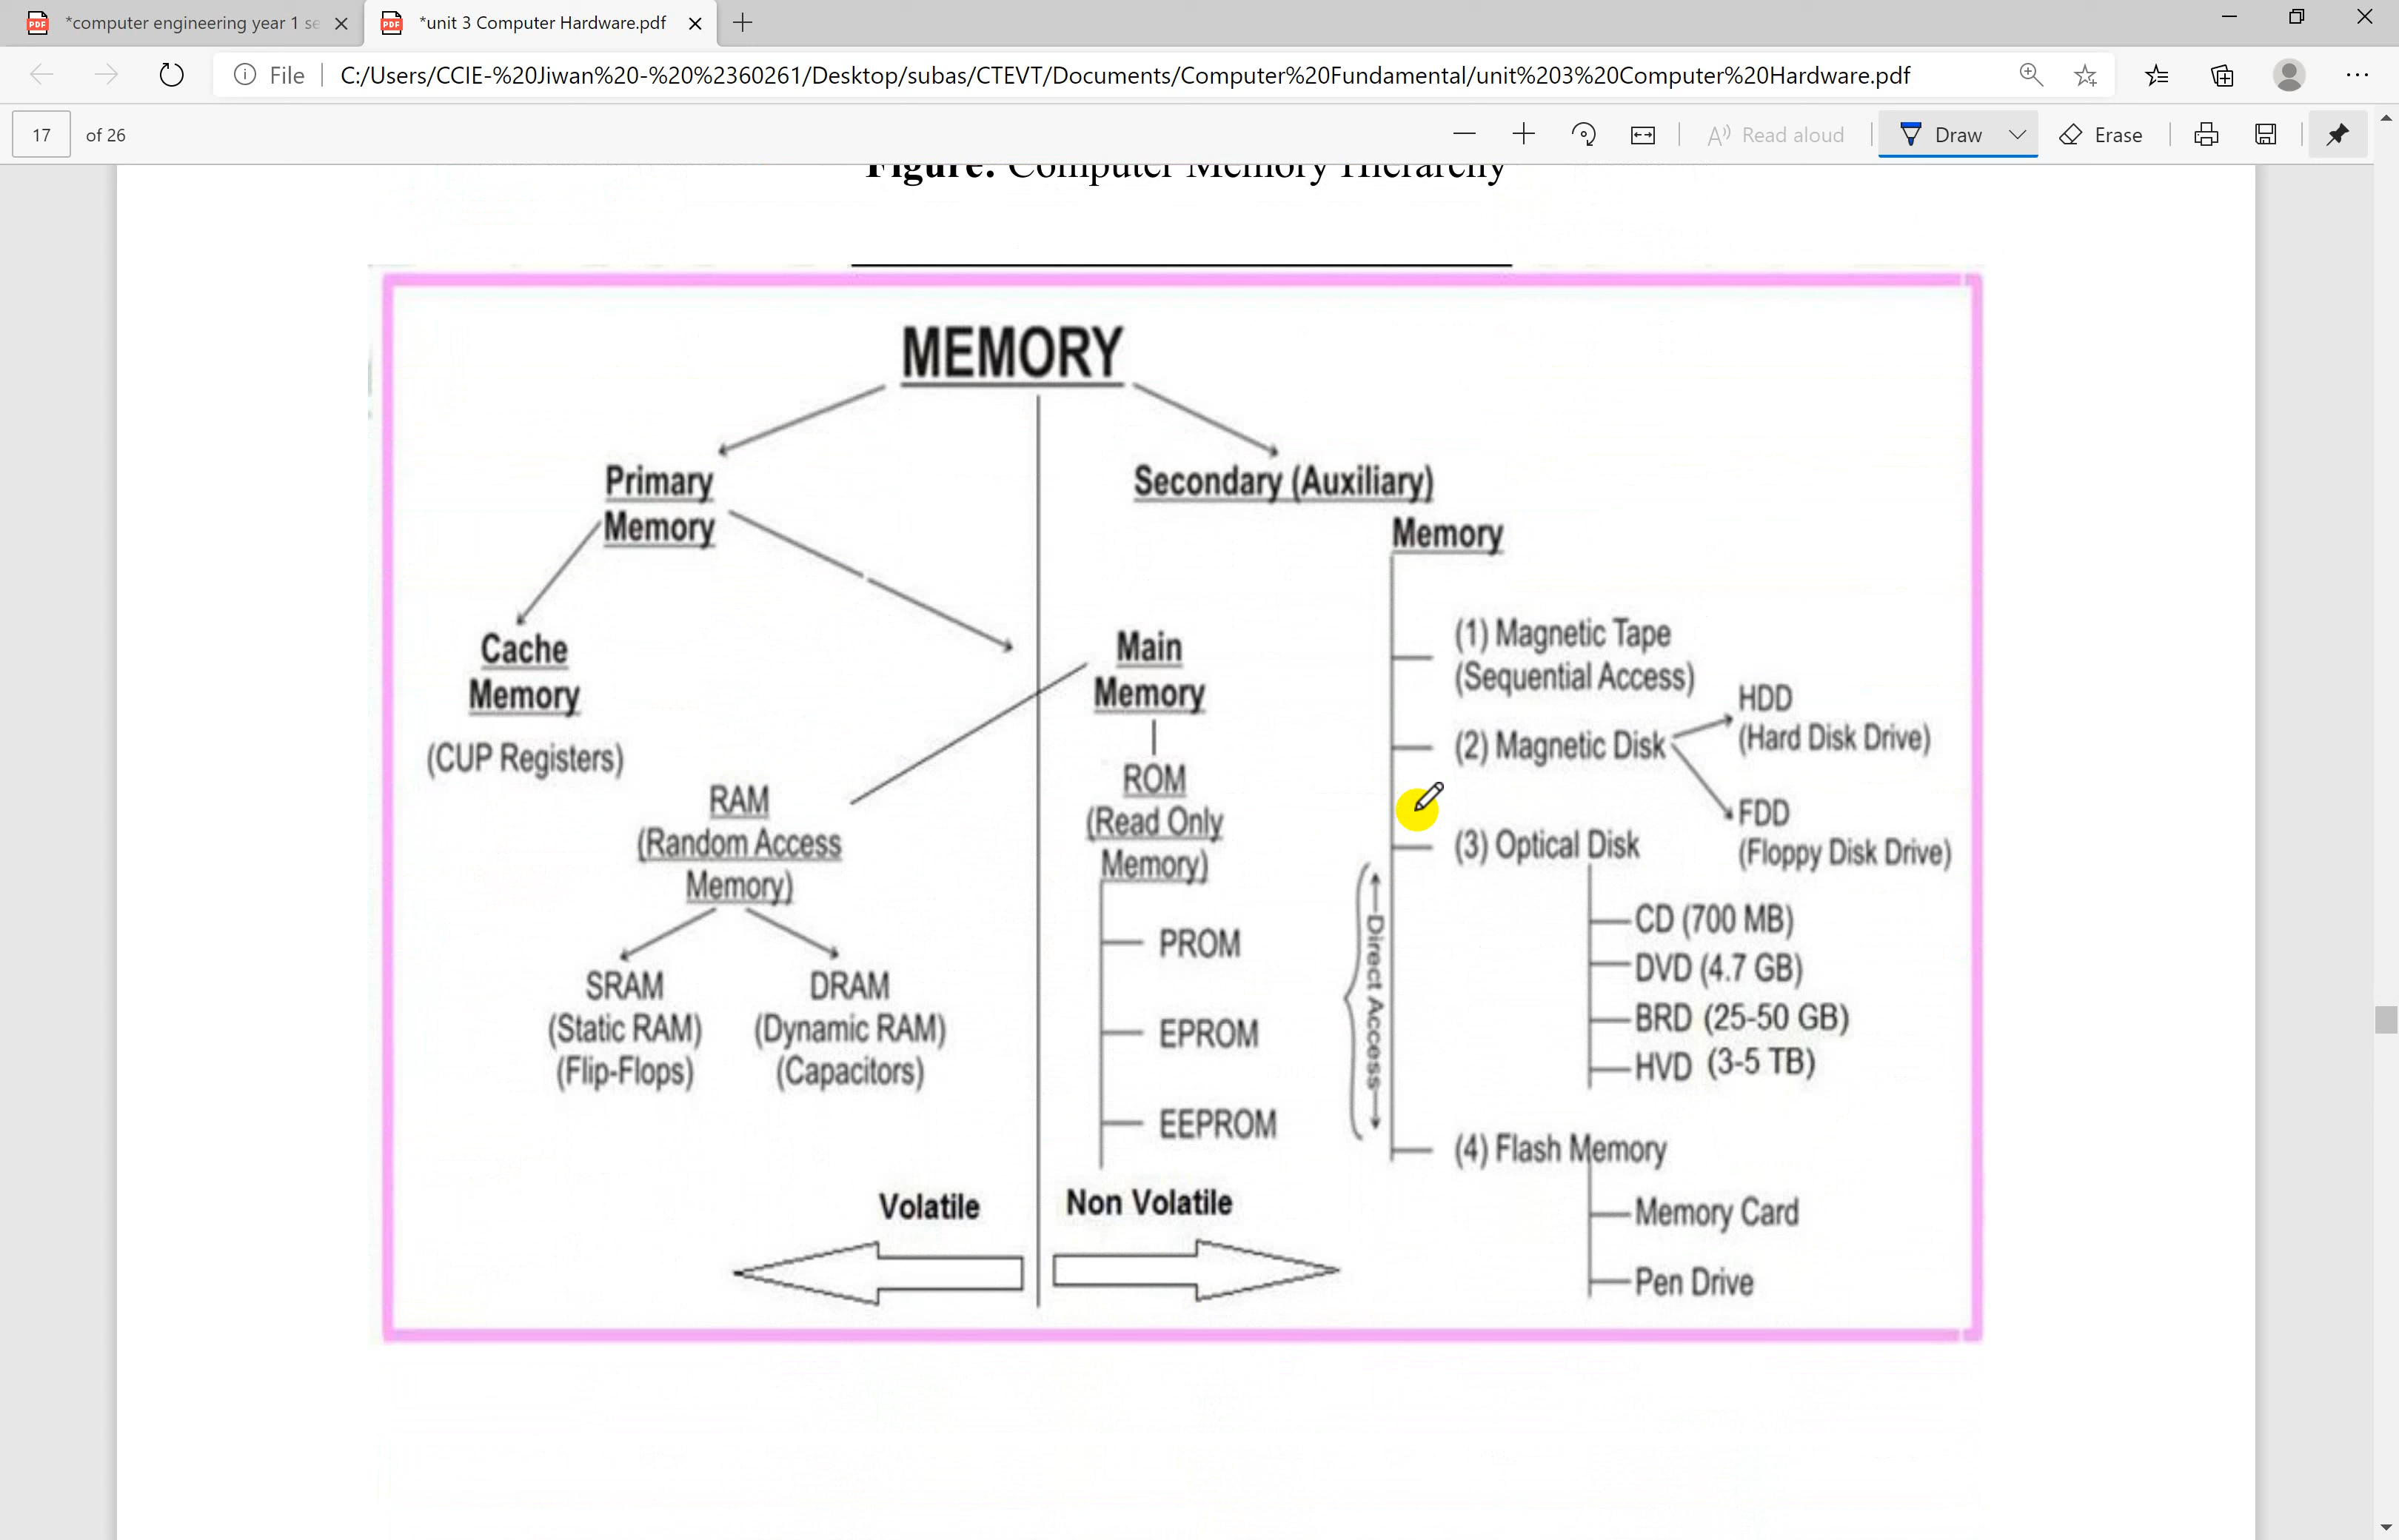 *computer engineering year 1 se
*unit 3 Computer Hardware.pdf
File
C:/Users/CCIE-%20Jiwan%20-%20%2360261/Desktop/subas/CTEVT/Documents/Computer%20Fundamental/unit%203%20Computer%20Hardware.pdf
17 of 26
Read aloud
Draw
Erase
Figure: Computer Memory Hierarchy
MEMORY
Primary
Memory
Secondary (Auxiliary)
Memory
Cache
Memory
(CUP Registers)
Main
Memory
RAM
(Random Access
Memory)
SRAM
(Static RAM)
(Flip-Flops)
DRAM
(Dynamic RAM)
(Capacitors)
ROM
(Read Only
Memory)
PROM
EPROM
EEPROM
Direct Access
(1) Magnetic Tape
(Sequential Access)
(2) Magnetic Disk
HDD
(Hard Disk Drive)
FDD
(Floppy Disk Drive)
(3) Optical Disk
CD (700 MB)
DVD (4.7 GB)
BRD (25-50 GB)
HVD (3-5 TB)
(4) Flash Memory
Memory Card
Pen Drive
Volatile
Non Volatile